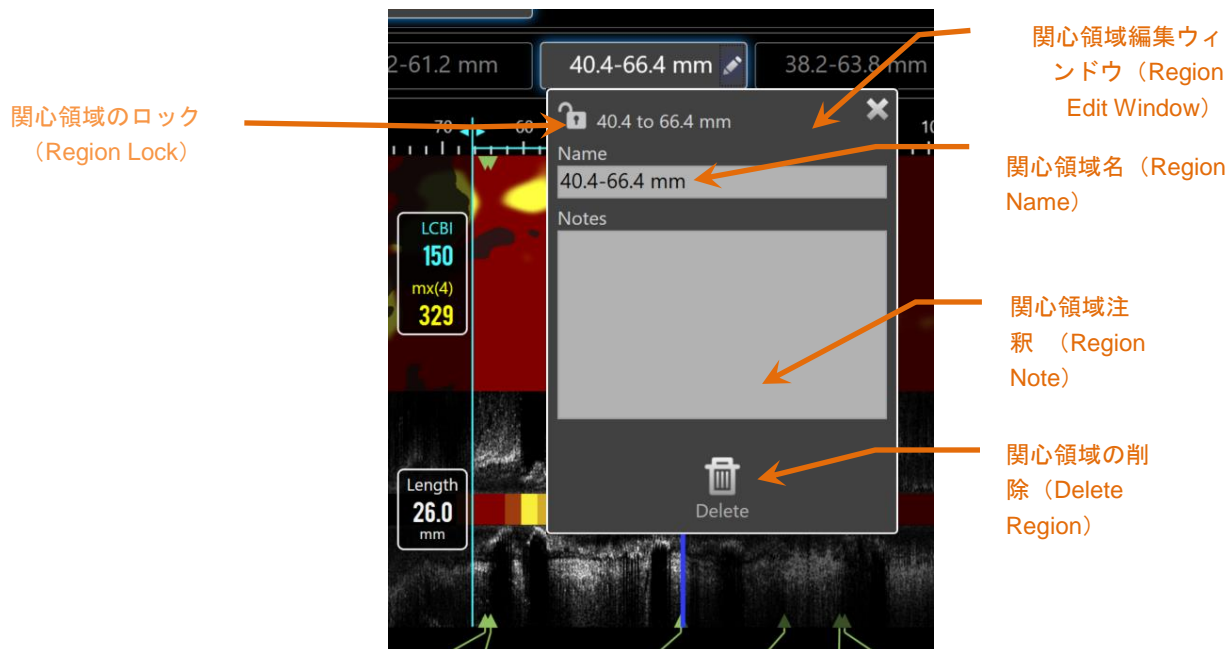 関心領域のロック
（Region Lock）
2-61.2 mm
40.4-66.4 mm
38.2-63.8 mm
70
60
10
40.4 to 66.4 mm
Name
40.4-66.4 mm
Notes
Delete
LCBI
150
mx(4)
329
Length
26.0
mm
関心領域編集ウィ
ンドウ（Region
Edit Window）
関心領域名（Region
Name）
関心領域注
釈　（Region
Note）
関心領域の削
除（Delete
Region）